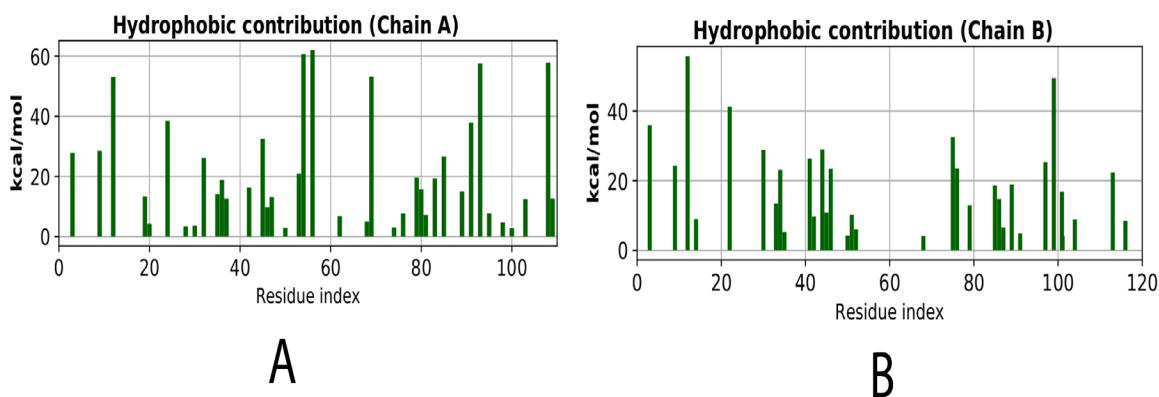 Hydrophobic contribution (Chain A)
kcal/mol
60
40
20
0
0 20 40 60 80 100
Residue index
A
Hydrophobic contribution (Chain B)
kcal/mol
40
20
0
0 20 40 60 80 100 120
Residue index
B